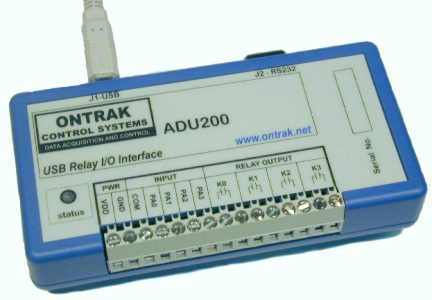 J1-USB
J2 - RS232
ONTRAK
CONTROL SYSTEMS
DATA ACQUISITION AND CONTROL
ADU200
www.ontrak.net
USB Relay I/O Interface
Serial No.
status
PWR INPUT RELAY OUTPUT
VDD GND COM PA0 PA1 PA2 PA3 K0 K1 K2 K3